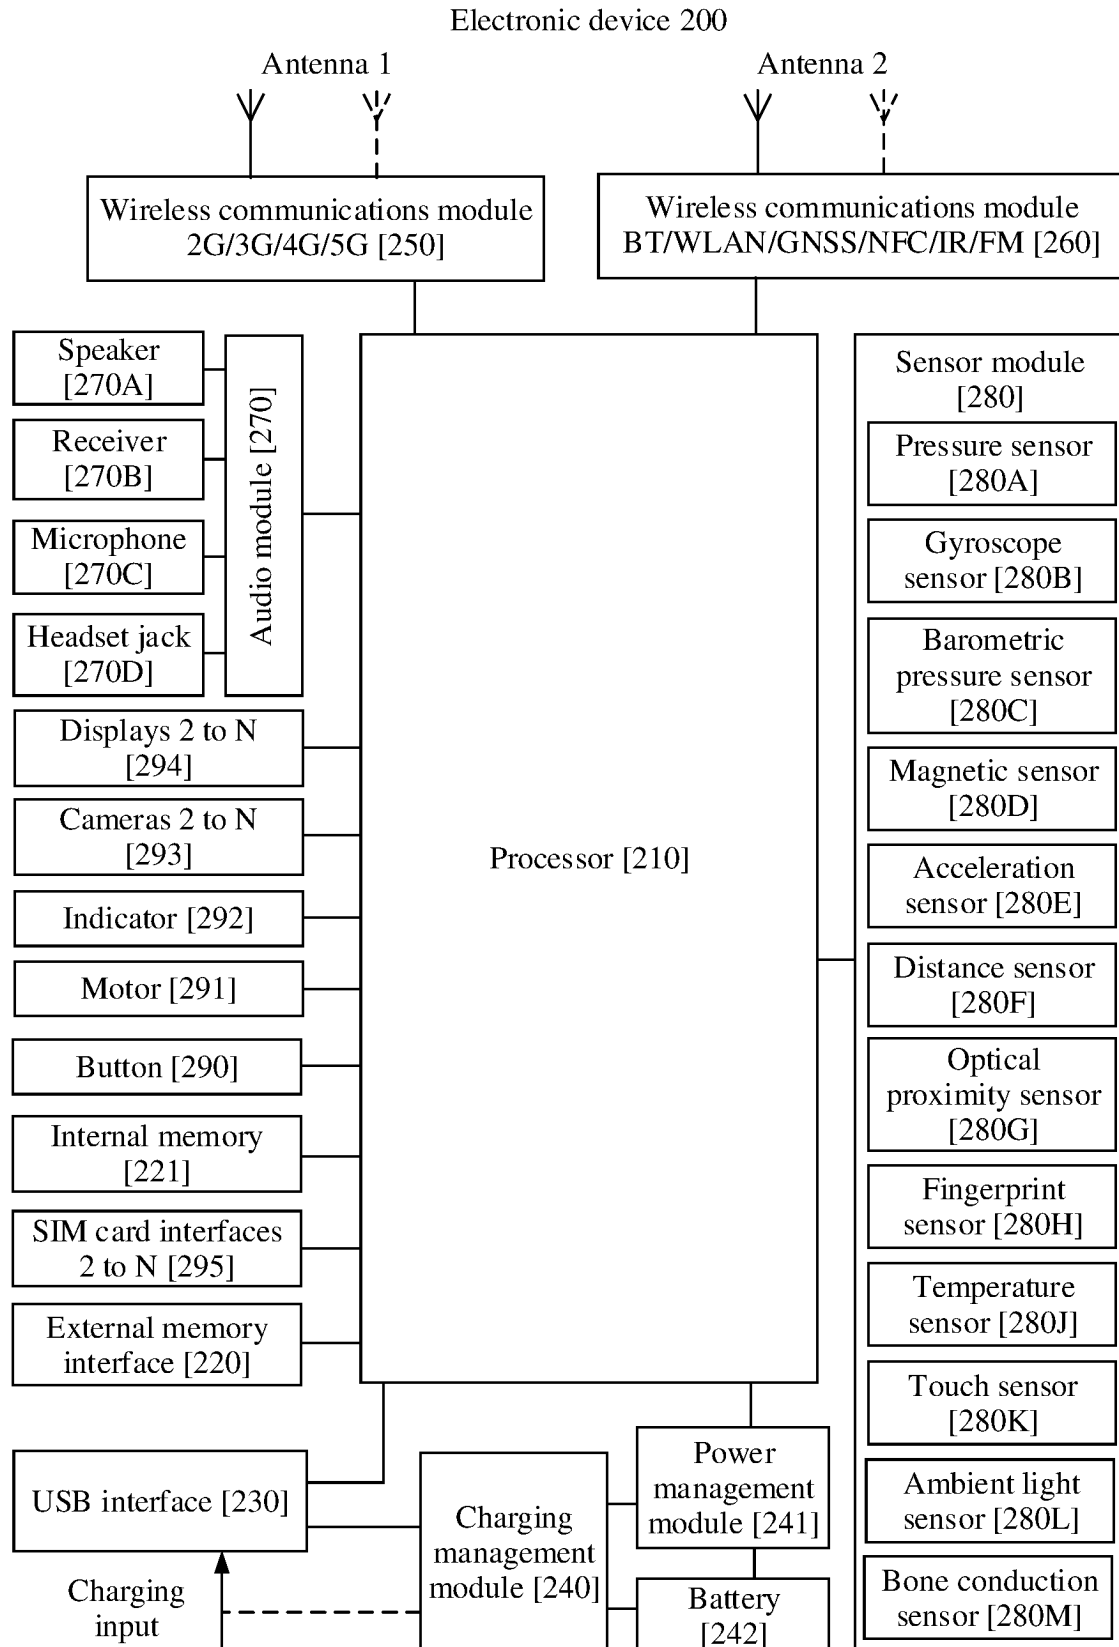 Electronic device 200
Antenna 1
Antenna 2
Wireless communications module
2G/3G/4G/5G [250]
Wireless communications module
BT/WLAN/GNSS/NFC/IR/FM [260]
Speaker
[270A]
Receiver
[270B]
Microphone
[270C]
Headset jack
[270D]
Audio module [270]
Displays 2 to N
[294]
Cameras 2 to N
[293]
Indicator [292]
Motor [291]
Button [290]
Internal memory
[221]
SIM card interfaces
2 to N [295]
External memory
interface [220]
Processor [210]
Sensor module
[280]
Pressure sensor
[280A]
Gyroscope
sensor [280B]
Barometric
pressure sensor
[280C]
Magnetic sensor
[280D]
Acceleration
sensor [280E]
Distance sensor
[280F]
Optical
proximity sensor
[280G]
Fingerprint
sensor [280H]
Temperature
sensor [280J]
Touch sensor
[280K]
Ambient light
sensor [280L]
Bone conduction
sensor [280M]
USB interface [230]
Charging
input
Charging
management
module [240]
Power
management
module [241]
Battery
[242]